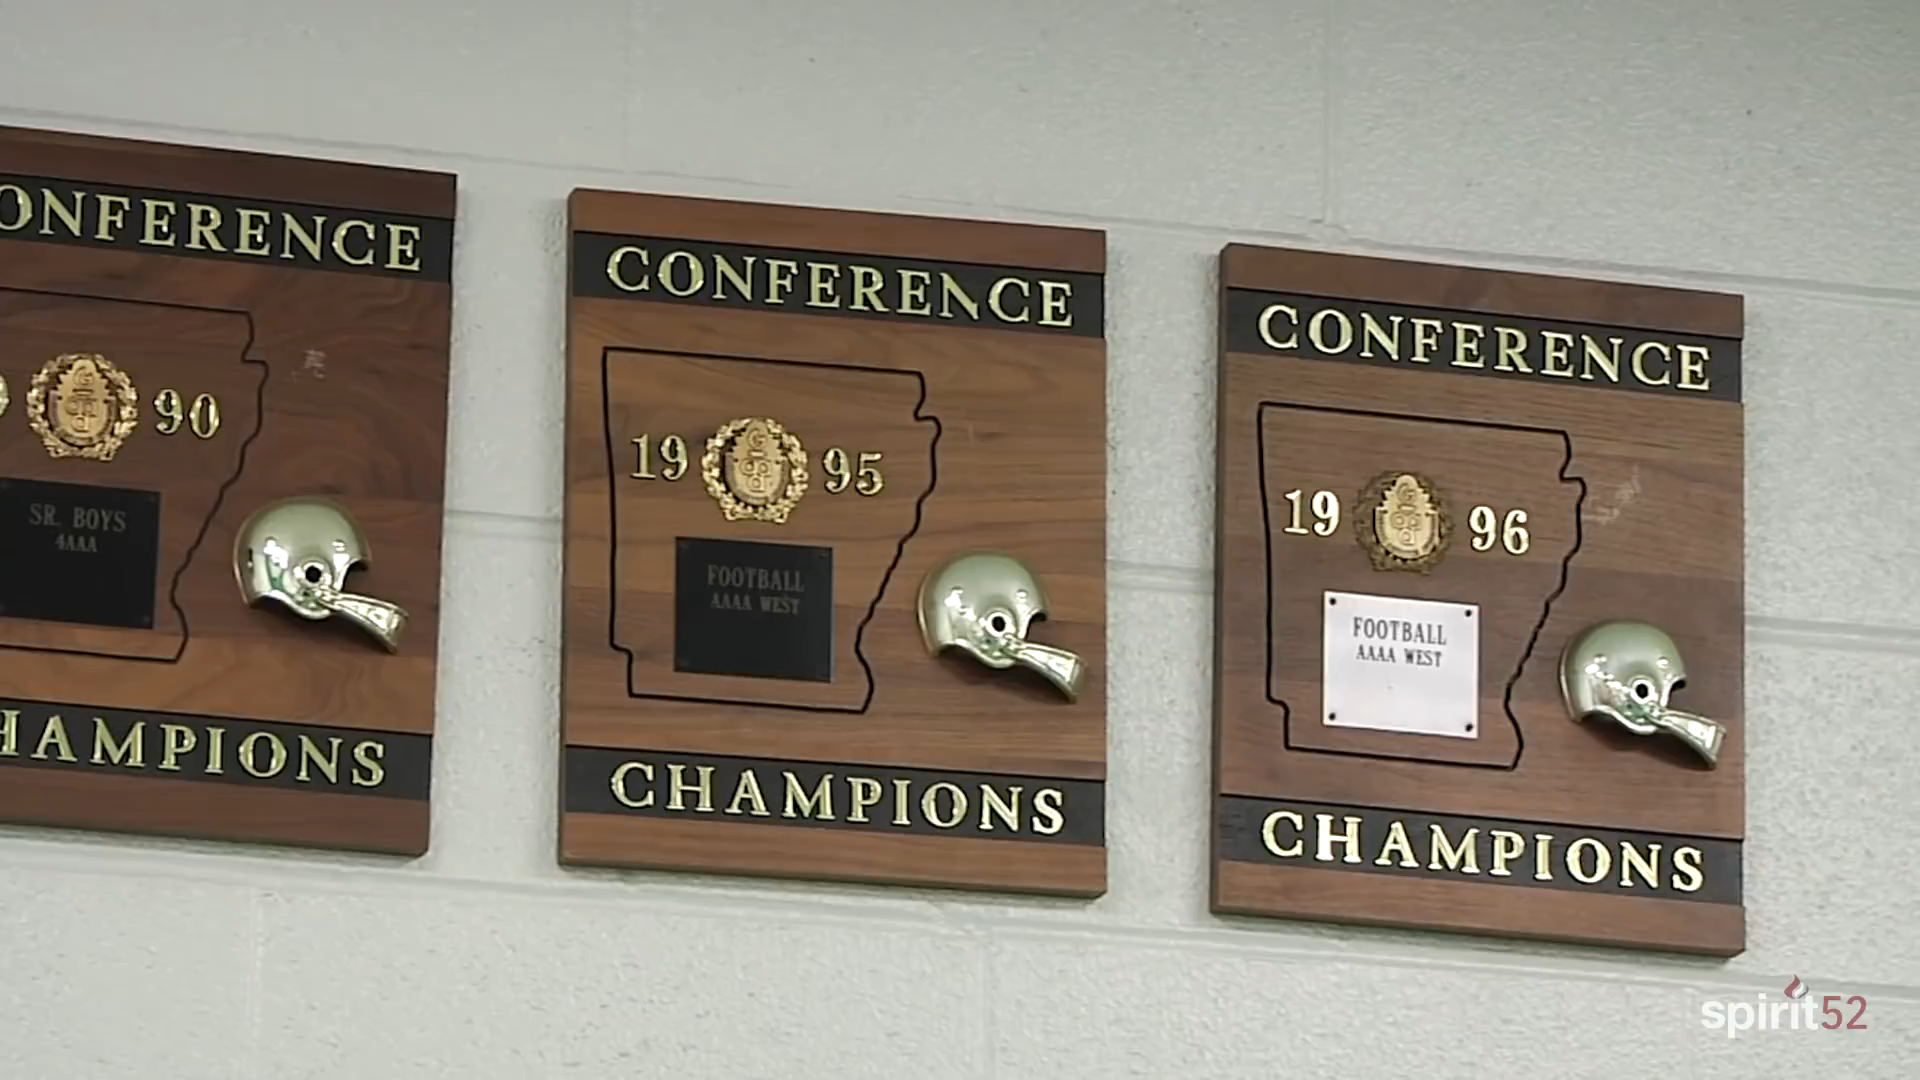 ONFERENCE
90
SR. BOYS
4AAA
HAMPIONS
CONFERENCE
19 95
FOOTBALL
AAAA WEST
CHAMPIONS
CONFERENCE
19 96
FOOTBALL
AAAA WEST
CHAMPIONS
spirit52